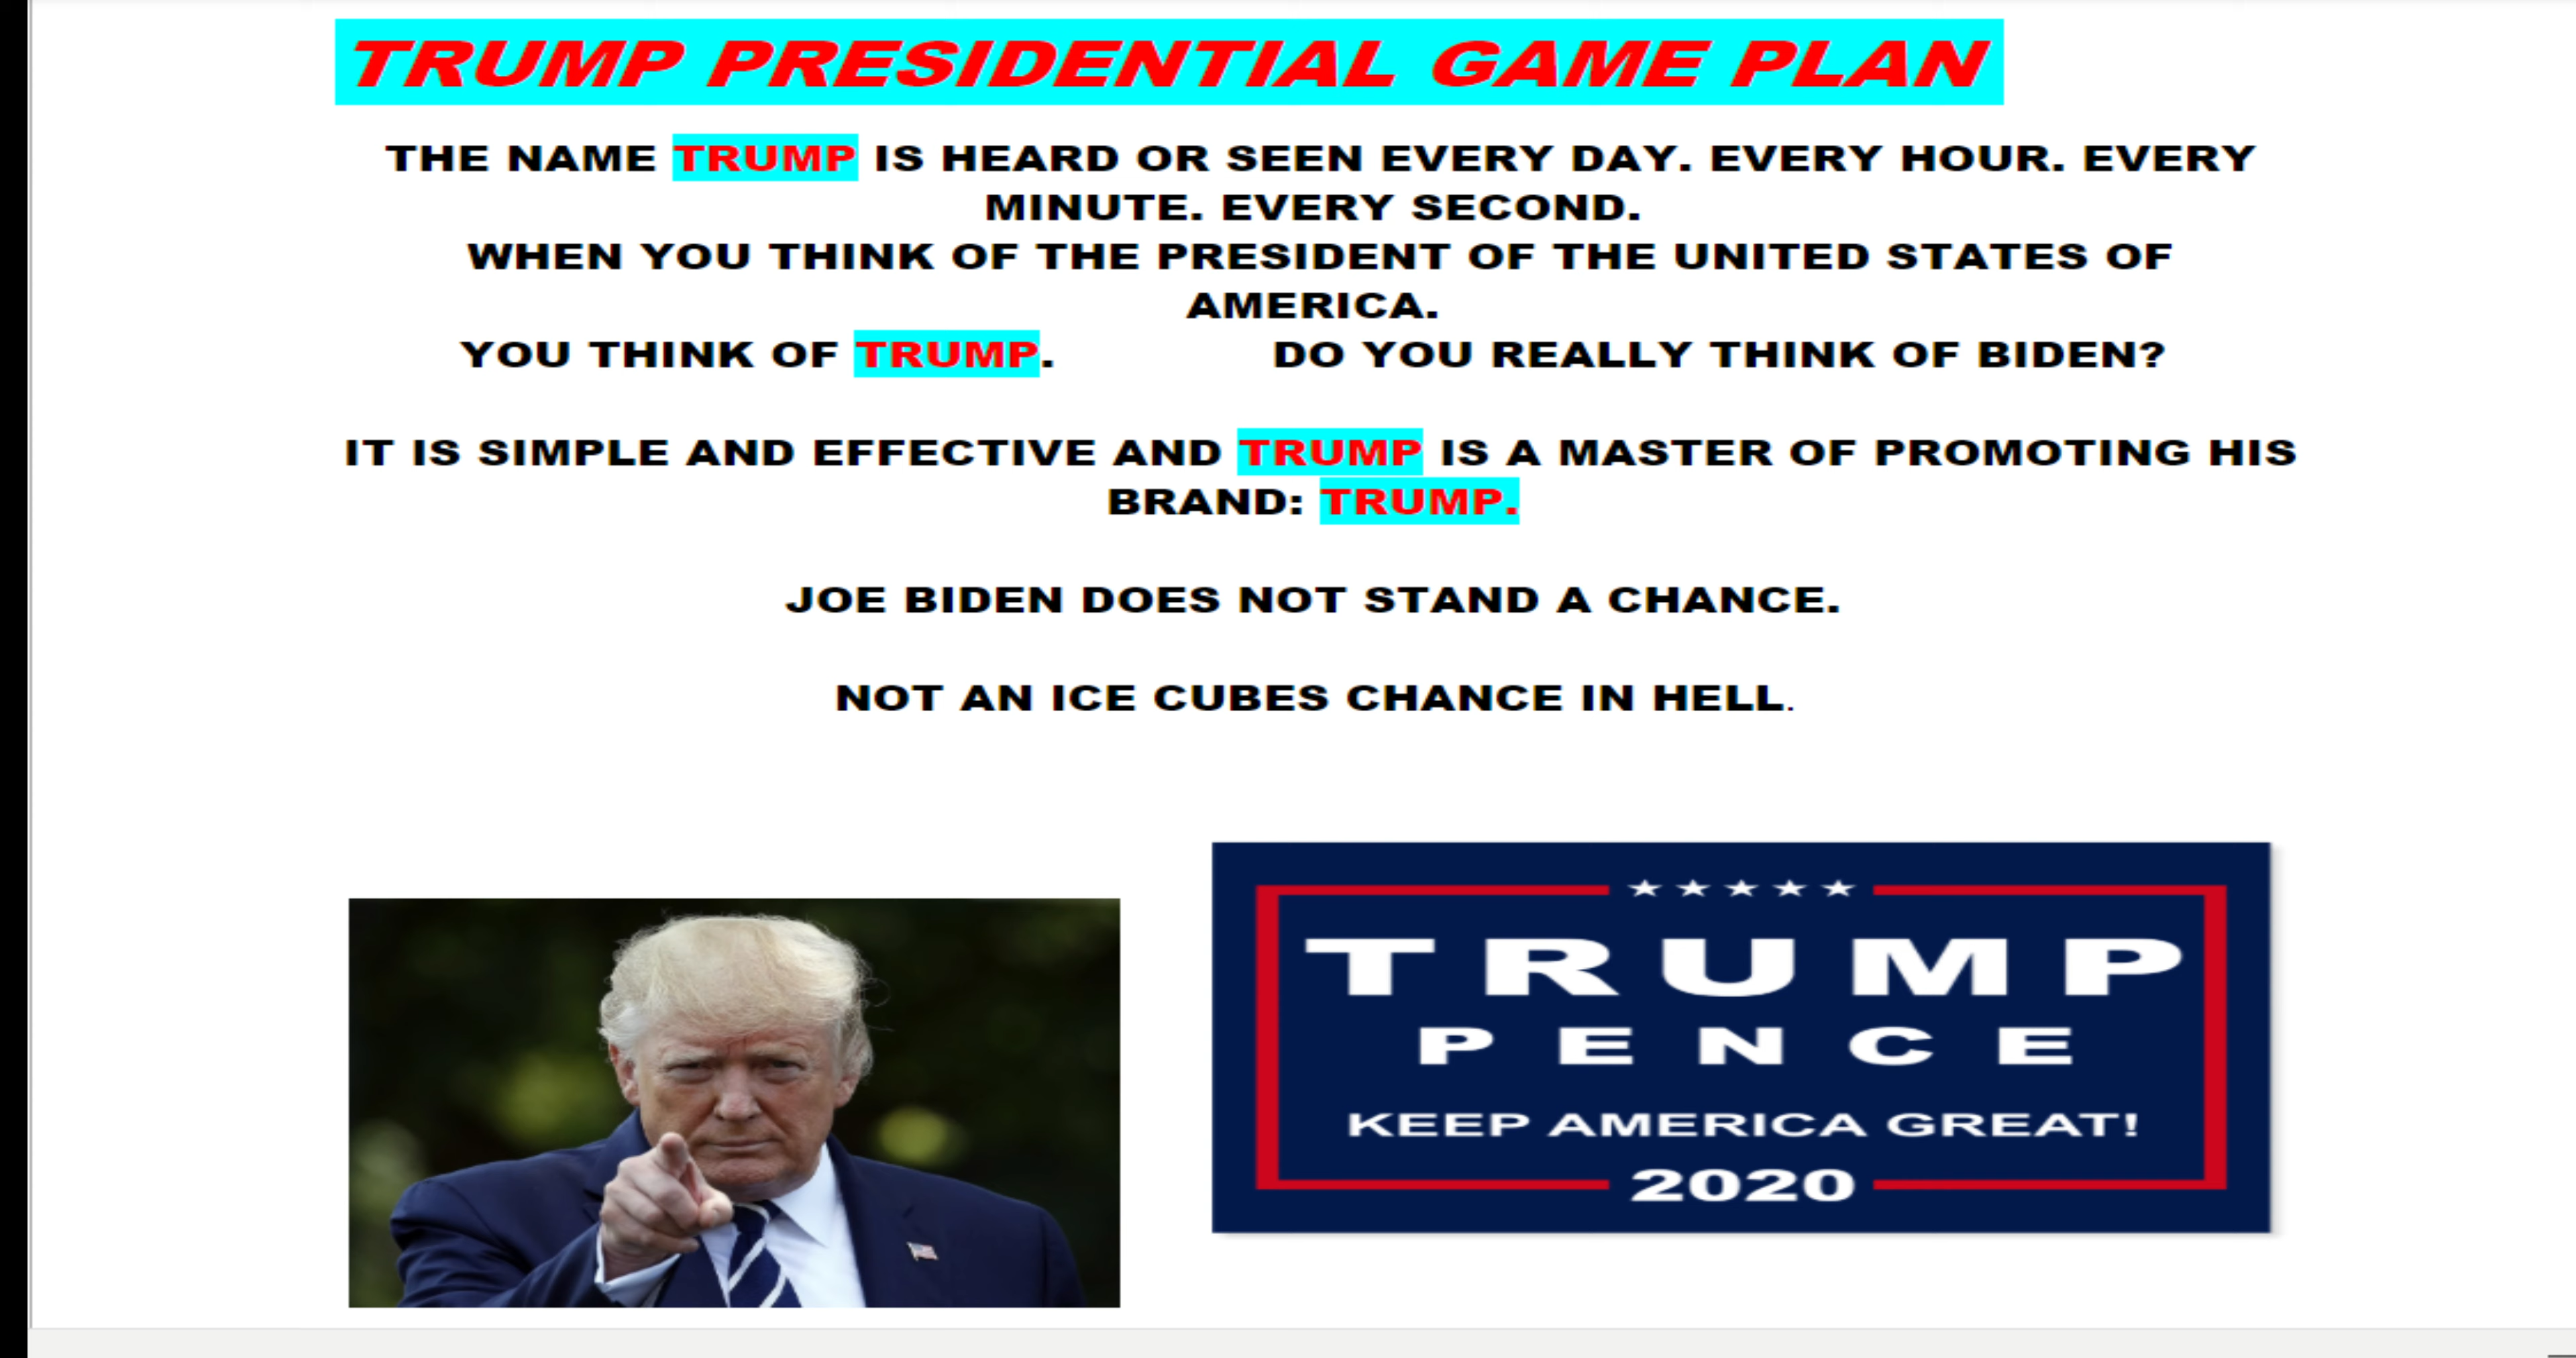 TRUMP PRESIDENTIAL GAME PLAN
THE NAME TRUMP IS HEARD OR SEEN EVERY DAY. EVERY HOUR. EVERY
MINUTE. EVERY SECOND.
WHEN YOU THINK OF THE PRESIDENT OF THE UNITED STATES OF
AMERICA.
YOU THINK OF TRUMP. DO YOU REALLY THINK OF BIDEN?
IT IS SIMPLE AND EFFECTIVE AND TRUMP IS A MASTER OF PROMOTING HIS
BRAND: TRUMP.
JOE BIDEN DOES NOT STAND A CHANCE.
NOT AN ICE CUBES CHANCE IN HELL.
TRUMP
PENCE
KEEP AMERICA GREAT!
2020